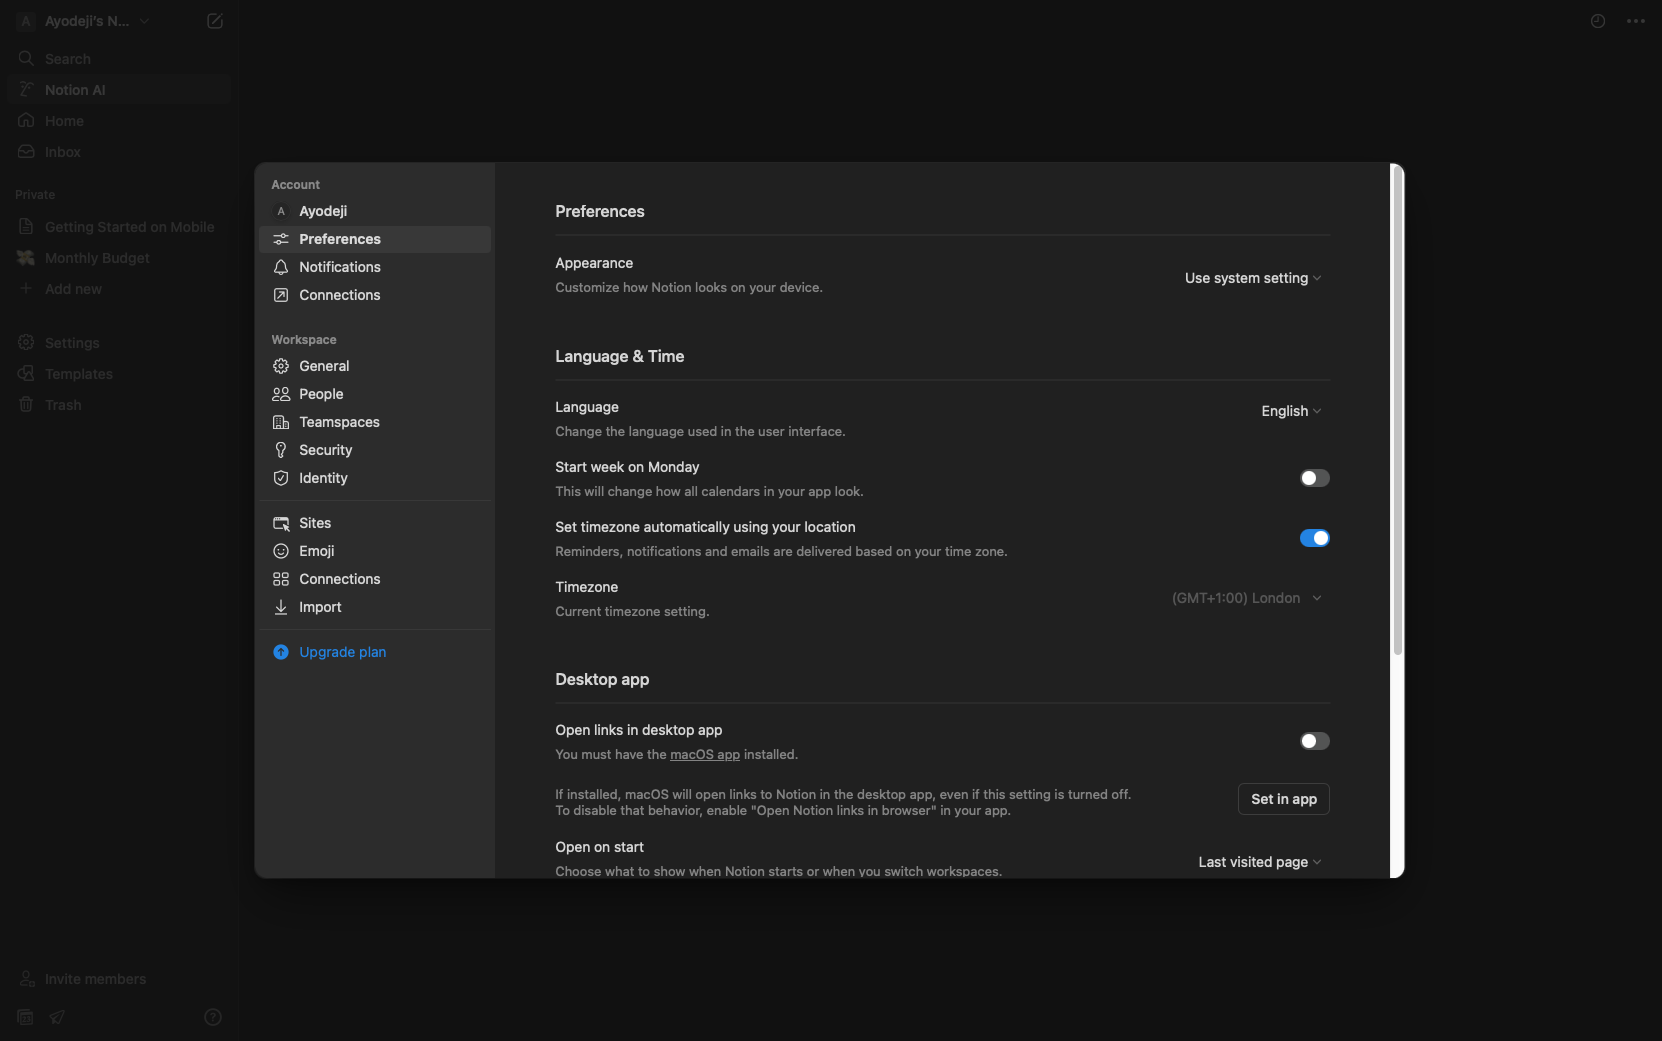 A Ayodeji's N...
Search
Notion AI
Home
Inbox
Private
Getting Started on Mobile
Monthly Budget
Add new
Settings
Templates
Trash
Invite members
Account
A Ayodeji
Preferences
Notifications
Connections
Workspace
General
People
Teamspaces
Security
Identity
Sites
Emoji
Connections
Import
Upgrade plan
Preferences
Appearance
Customize how Notion looks on your device.
Use system setting
Language & Time
Language
Change the language used in the user interface.
English
Start week on Monday
This will change how all calendars in your app look.
Set timezone automatically using your location
Reminders, notifications and emails are delivered based on your time zone.
Timezone
Current timezone setting.
(GMT+1:00) London
Desktop app
Open links in desktop app
You must have the macOS app installed.
If installed, macOS will open links to Notion in the desktop app, even if this setting is turned off.
To disable that behavior, enable "Open Notion links in browser" in your app.
Set in app
Open on start
Choose what to show when Notion starts or when you switch workspaces.
Last visited page